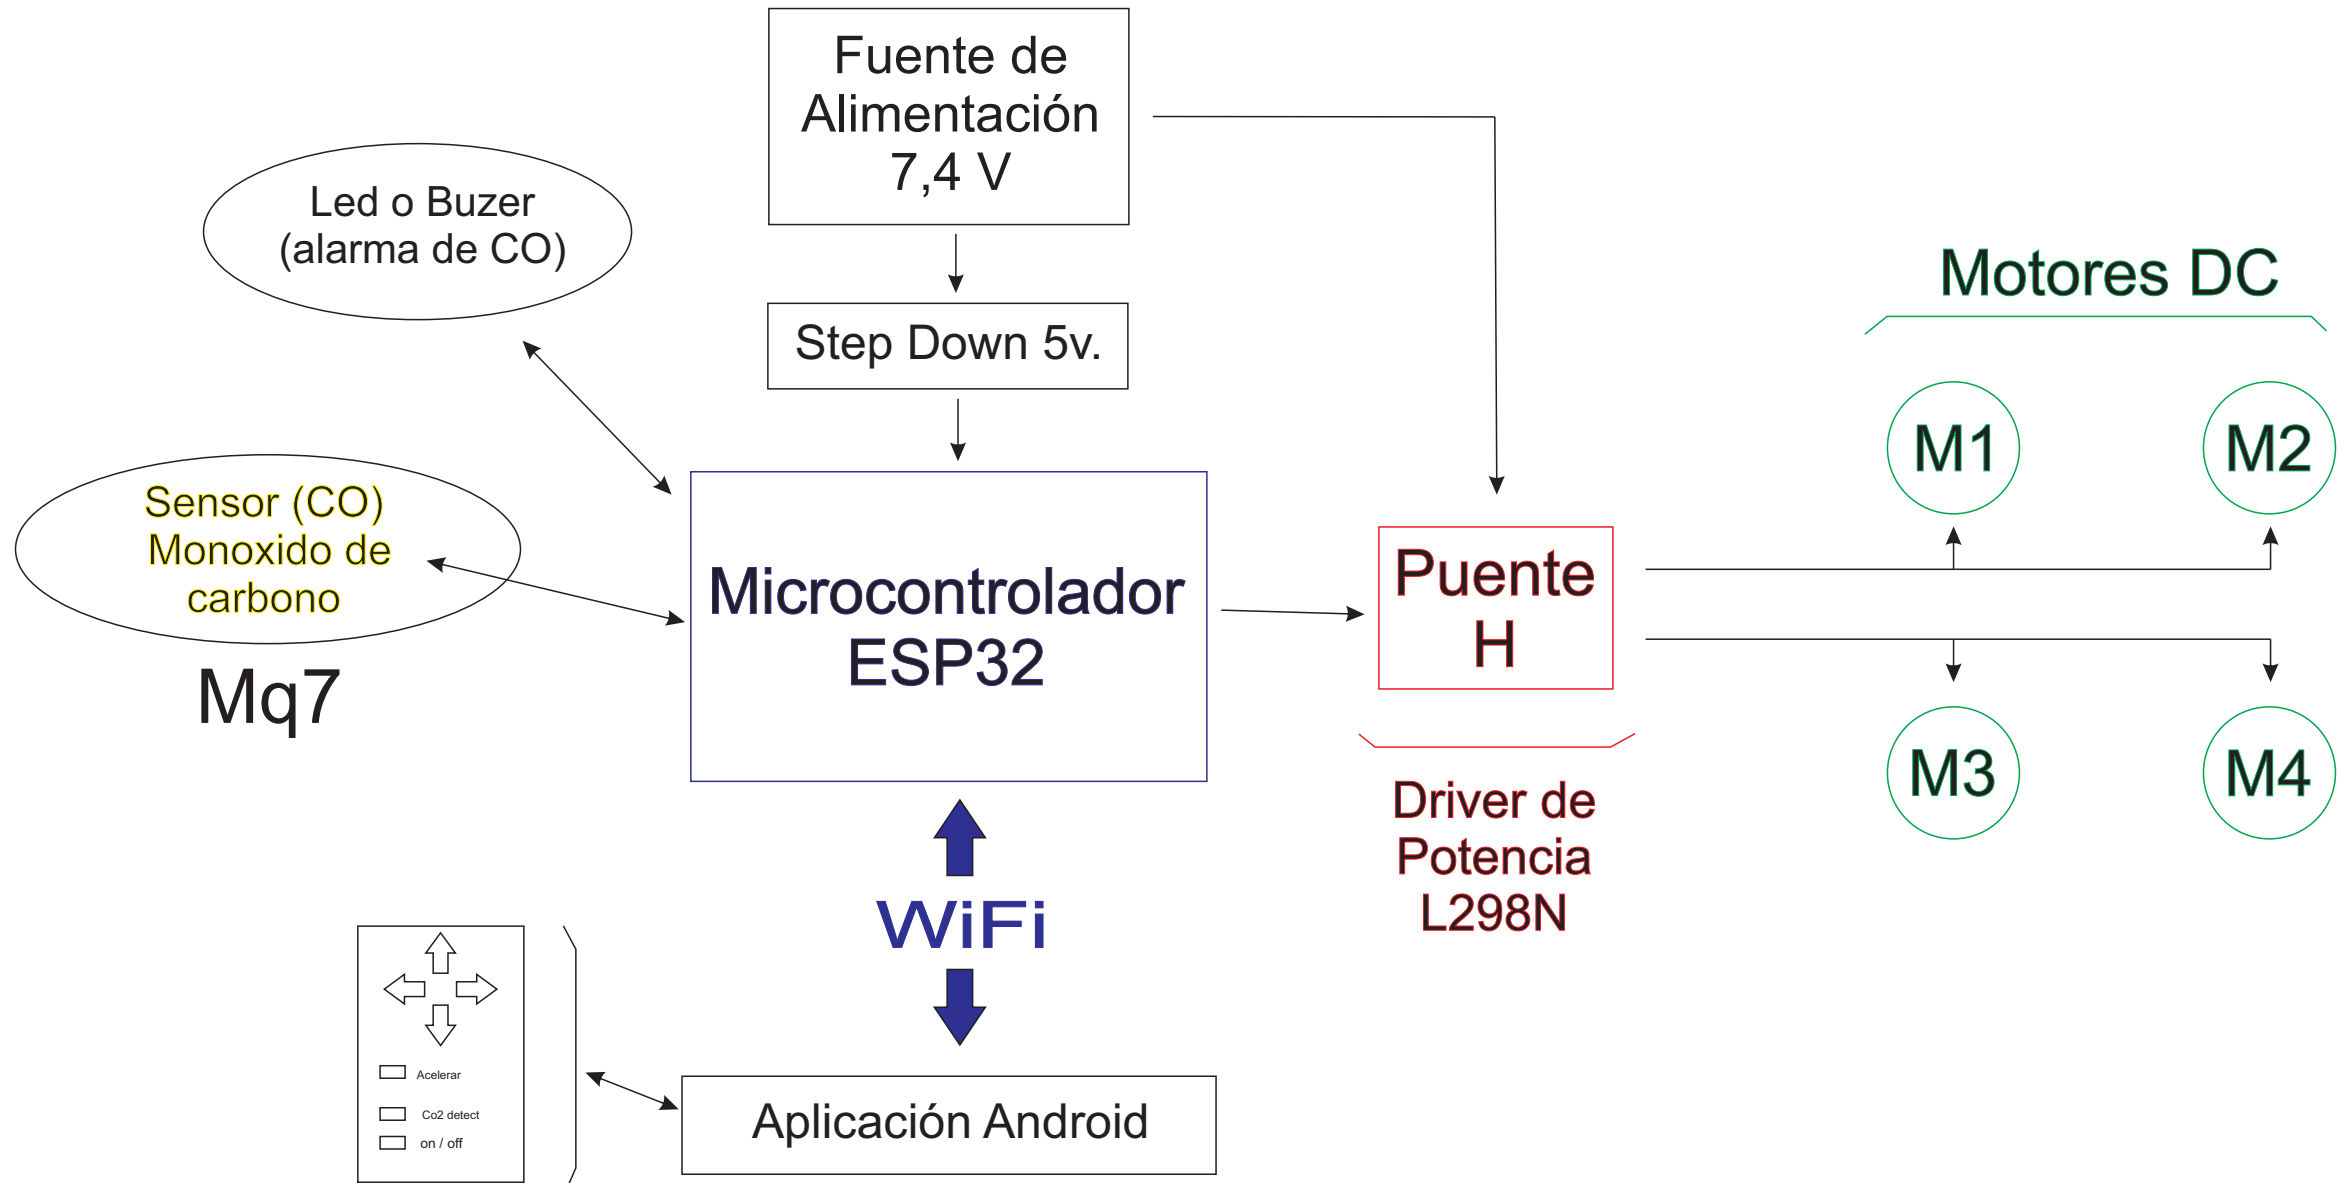 Fuente de
Alimentación
7,4 V
Led o Buzer
(alarma de CO)
Step Down 5v.
Motores DC
M1
M2
Sensor (CO)
Monoxido de
carbono
Mq7
Microcontrolador
ESP32
Puente
H
M3
M4
Driver de
Potencia
L298N
WiFi
Acelerar
Co2 detect
on / off
Aplicación Android